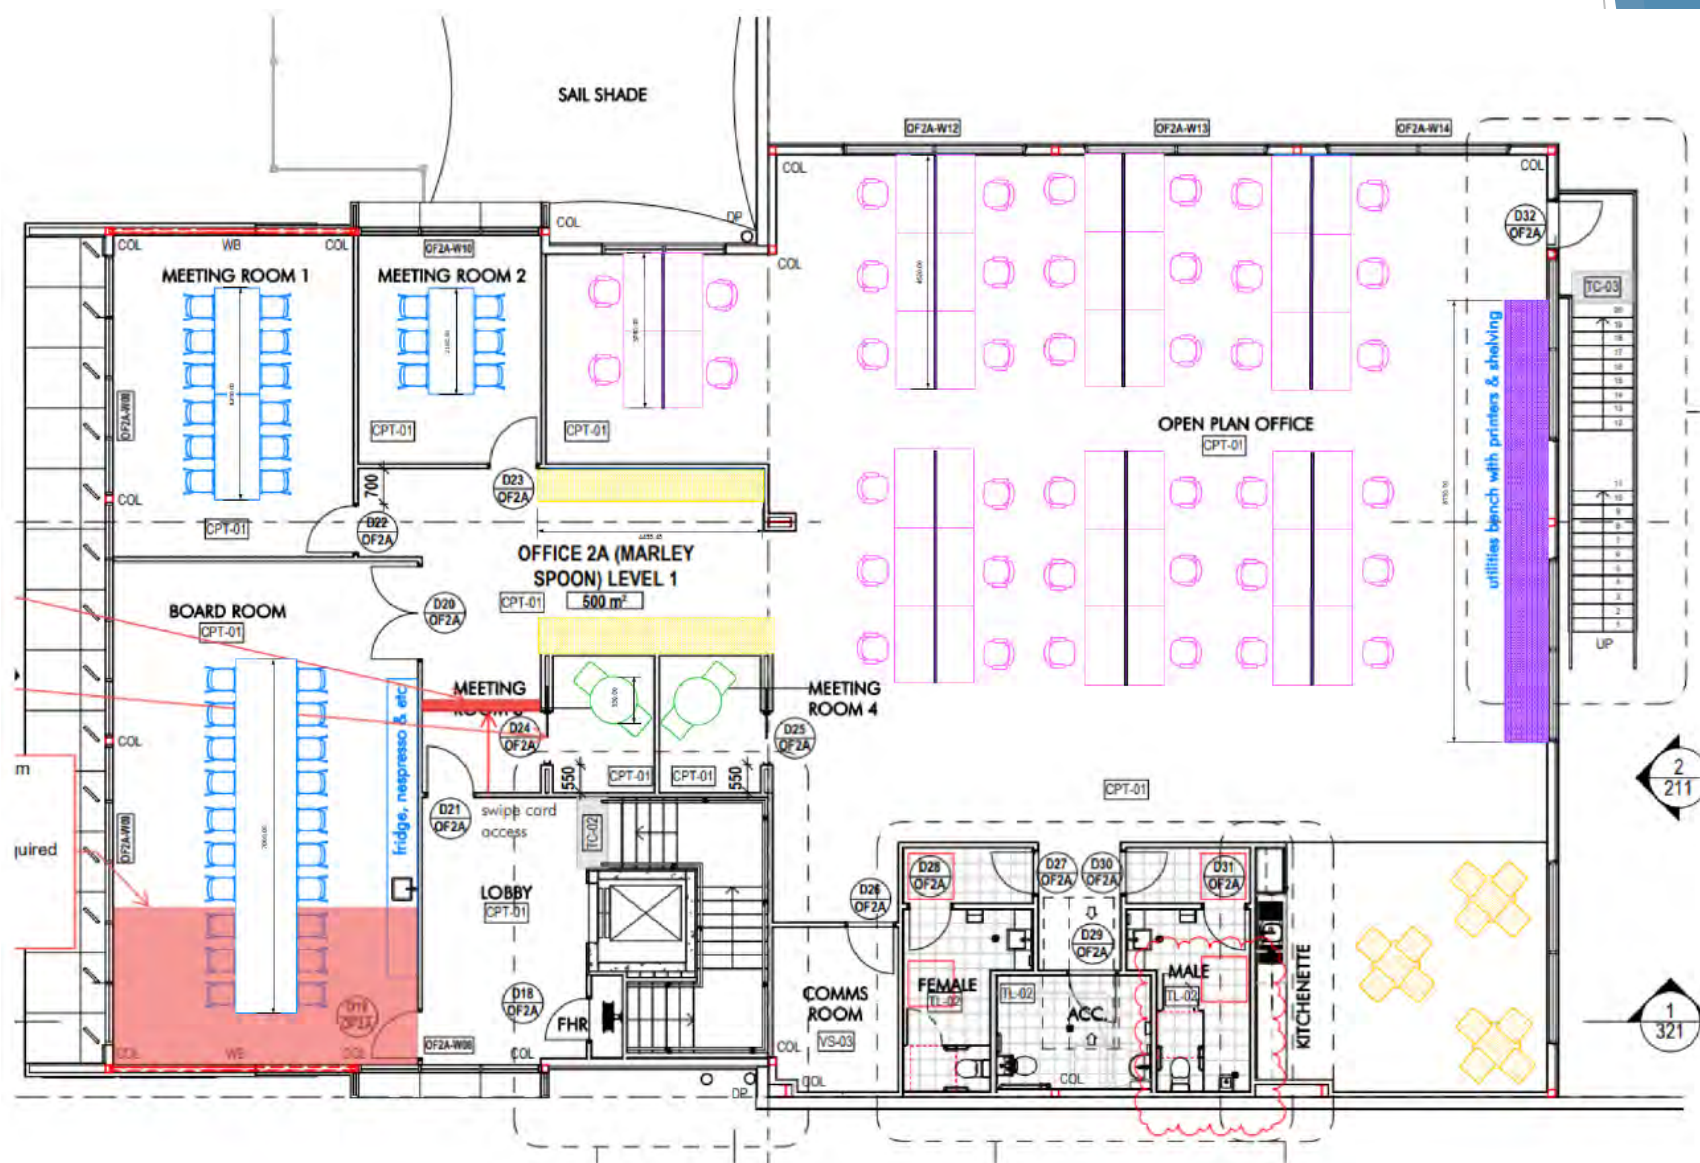 SAIL SHADE
OF2A-W12
OF2A-W13
OF2A-W14
COL
COL
COL
DP
D32
OF2A
COL
WB
COL
OF2A-W10
COL
MEETING ROOM 1
MEETING ROOM 2
TC-03
utilities bench with printers & shelving
OF2A-W09
CPT-01
CPT-01
OPEN PLAN OFFICE
CPT-01
700
D23
OF2A
COL
CPT-01
D22
OF2A
OFFICE 2A (MARLEY
SPOON) LEVEL 1
500 m²
CPT-01
BOARD ROOM
CPT-01
D20
OF2A
UP
MEETING
MEETING
ROOM 4
fridge, nespresso & etc
D24
OF2A
D25
OF2A
COL
m
550
CPT-01
CPT-01
550
CPT-01
2
211
D21
OF2A
swipe card
access
TC-02
OF2A-W09
quired
LOBBY
CPT-01
D26
OF2A
D28
OF2A
D27
OF2A
D30
OF2A
D31
OF2A
D29
OF2A
COMMS
ROOM
VS-03
FEMALE
TL-02
TL-02
ACC.
MALE
TL-02
KITCHENETTE
D18
OF2A
FHR
D19
OF2A
1
321
COL
WB
COL
OF2A-W08
COL
COL
COL
COL
DP